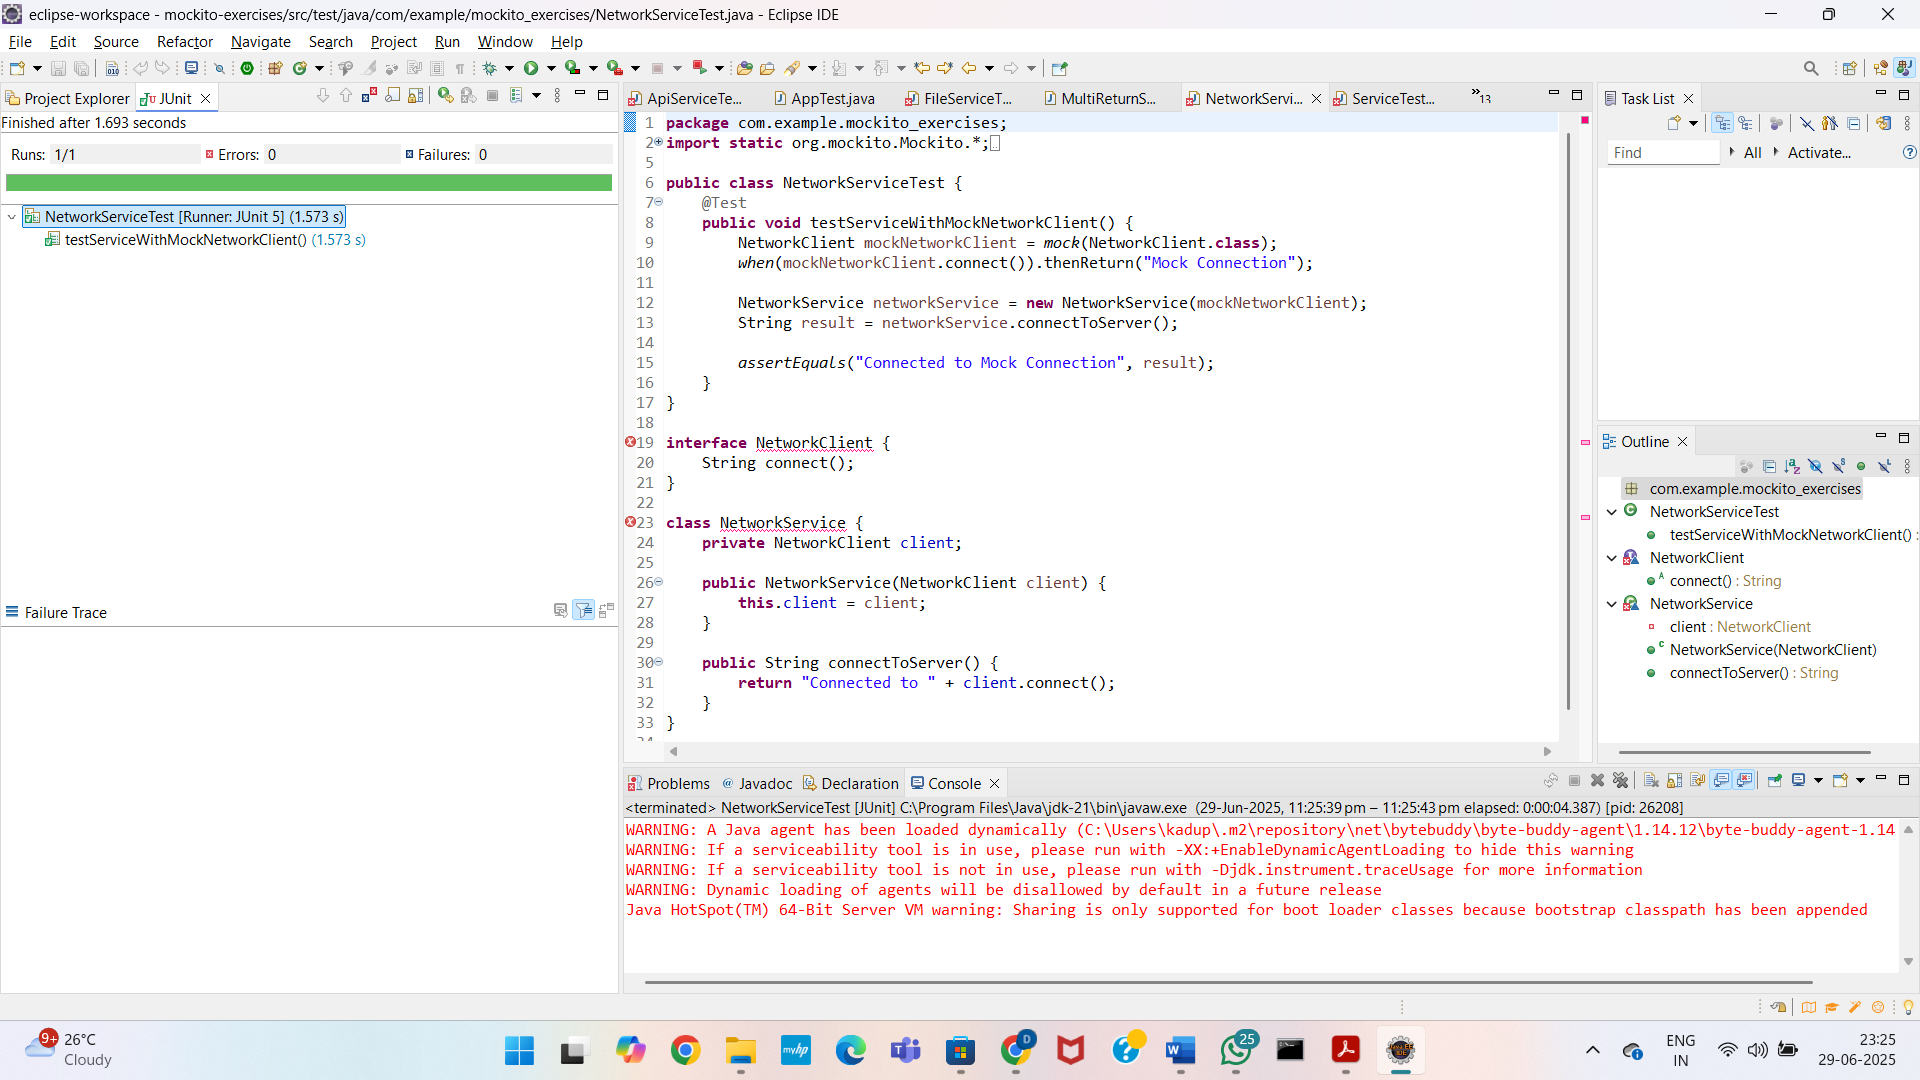 eclipse-workspace - mockito-exercises/src/test/java/com/example/mockito_exercises/NetworkServiceTest.java - Eclipse IDE
File Edit Source Refactor Navigate Search Project Run Window Help
Project Explorer JUnit
Finished after 1.693 seconds
Runs: 1/1 Errors: 0 Failures: 0
NetworkServiceTest [Runner: JUnit 5] (1.573 s)
testServiceWithMockNetworkClient() (1.573 s)
Failure Trace
ApiServiceTe... AppTest.java FileServiceT... MultiReturnS... NetworkServi... ServiceTest... »13
1 package com.example.mockito_exercises;
2 import static org.mockito.Mockito.*;
5
6 public class NetworkServiceTest {
7 @Test
8 public void testServiceWithMockNetworkClient() {
9 NetworkClient mockNetworkClient = mock(NetworkClient.class);
10 when(mockNetworkClient.connect()).thenReturn("Mock Connection");
11
12 NetworkService networkService = new NetworkService(mockNetworkClient);
13 String result = networkService.connectToServer();
14
15 assertEquals("Connected to Mock Connection", result);
16 }
17 }
18
19 interface NetworkClient {
20 String connect();
21 }
22
23 class NetworkService {
24 private NetworkClient client;
25
26 public NetworkService(NetworkClient client) {
27 this.client = client;
28 }
29
30 public String connectToServer() {
31 return "Connected to " + client.connect();
32 }
33 }
Task List
Find All Activate...
Outline
com.example.mockito_exercises
NetworkServiceTest
testServiceWithMockNetworkClient() :
NetworkClient
connect() : String
NetworkService
client : NetworkClient
NetworkService(NetworkClient)
connectToServer() : String
Problems Javadoc Declaration Console
<terminated> NetworkServiceTest [JUnit] C:\Program Files\Java\jdk-21\bin\javaw.exe (29-Jun-2025, 11:25:39 pm – 11:25:43 pm elapsed: 0:00:04.387) [pid: 26208]
WARNING: A Java agent has been loaded dynamically (C:\Users\kadup\.m2\repository\net\bytebuddy\byte-buddy-agent\1.14.12\byte-buddy-agent-1.14
WARNING: If a serviceability tool is in use, please run with -XX:+EnableDynamicAgentLoading to hide this warning
WARNING: If a serviceability tool is not in use, please run with -Djdk.instrument.traceUsage for more information
WARNING: Dynamic loading of agents will be disallowed by default in a future release
Java HotSpot(TM) 64-Bit Server VM warning: Sharing is only supported for boot loader classes because bootstrap classpath has been appended
9+ 26°C
Cloudy
myhp
D
25
ENG
IN
23:25
29-06-2025